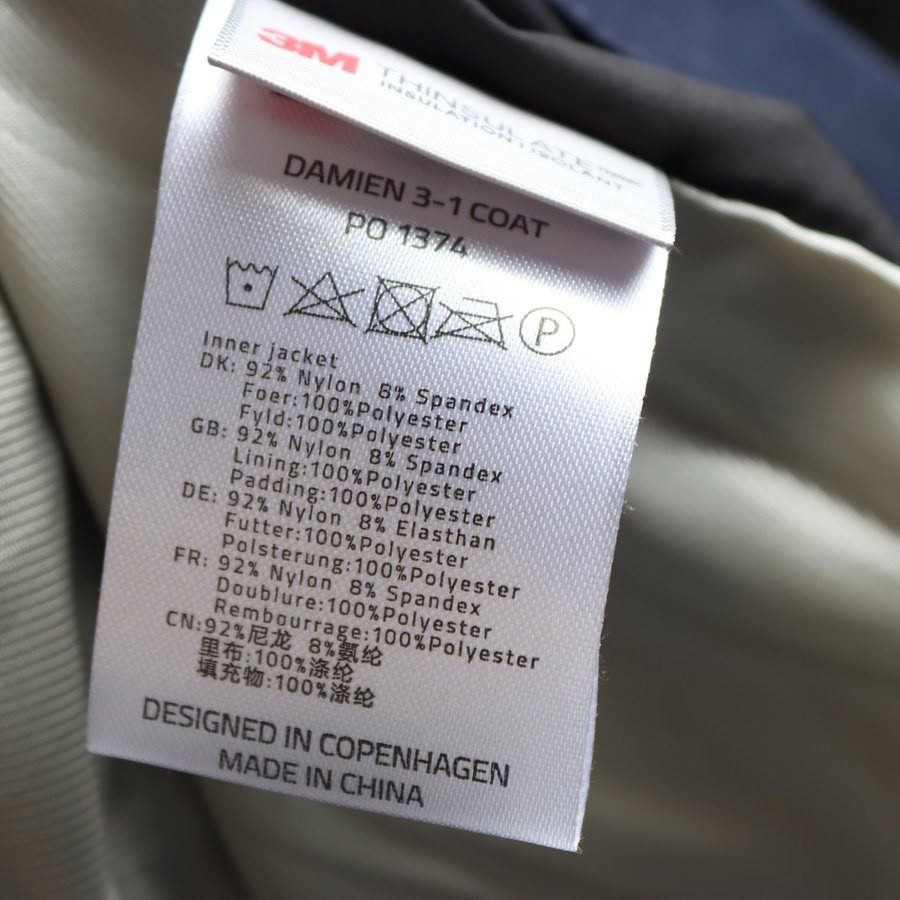 3M THINSULATE
INSULATION | ISOLANT
DAMIEN 3-1 COAT
PO 1374
P
Inner jacket
DK: 92% Nylon 8% Spandex
Foer:100%Polyester
Fyld:100%Polyester
GB: 92% Nylon 8% Spandex
Lining:100%Polyester
Padding:100%Polyester
DE: 92% Nylon 8% Elasthan
Futter:100%Polyester
Polsterung:100%Polyester
FR: 92% Nylon 8% Spandex
Doublure:100%Polyester
Rembourrage:100%Polyester
CN:92%尼龙 8%氨纶
里布:100%涤纶
填充物:100%涤纶
DESIGNED IN COPENHAGEN
MADE IN CHINA